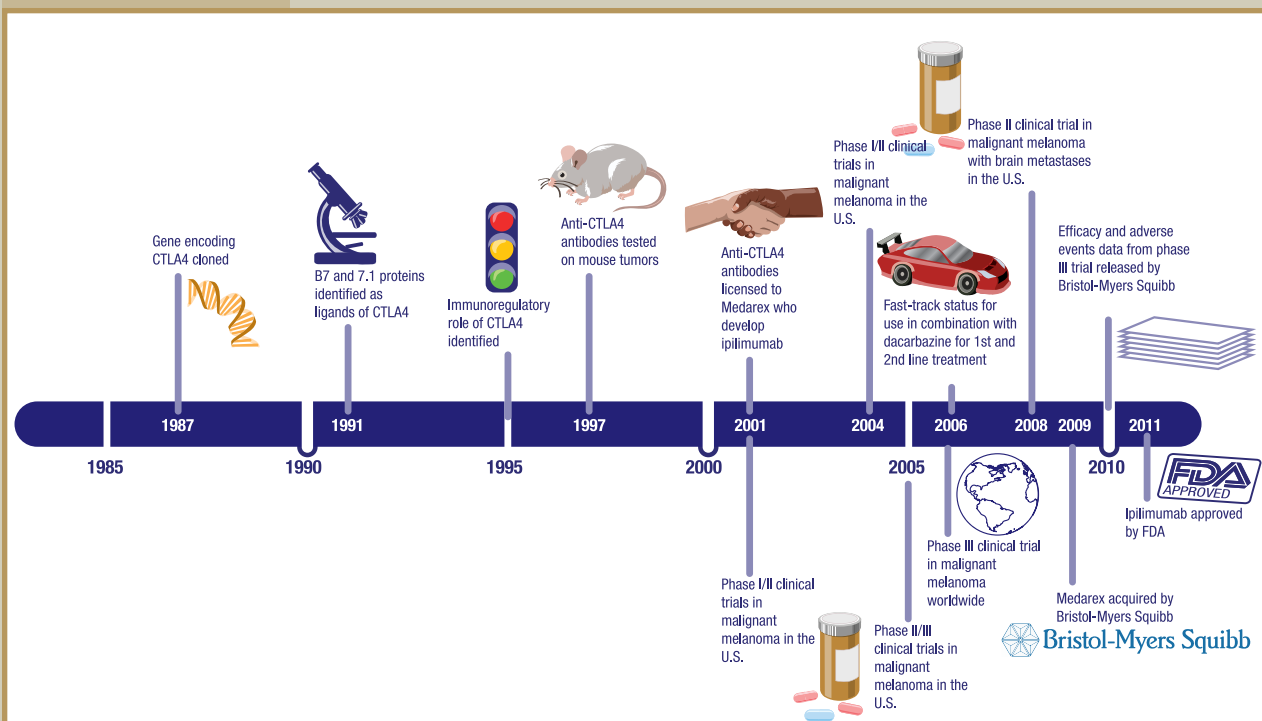 Gene encoding
CTLA4 cloned
B7 and 7.1 proteins
identified as
ligands of CTLA4
Immunoregulatory
role of CTLA4
identified
Anti-CTLA4
antibodies tested
on mouse tumors
Anti-CTLA4
antibodies
licensed to
Medarex who
develop
ipilimumab
Phase I/II clinical
trials in
malignant
melanoma in the
U.S.
Fast-track status for
use in combination with
dacarbazine for 1st and
2nd line treatment
Phase II clinical trial in
malignant melanoma
with brain metastases
in the U.S.
Efficacy and adverse
events data from phase
III trial released by
Bristol-Myers Squibb
1987
1991
1997
2001
2004
2006
2008
2009
2011
1985
1990
1995
2000
2005
2010
Phase I/II clinical
trials in
malignant
melanoma in the
U.S.
Phase II/III
clinical trials in
malignant
melanoma in the
U.S.
Phase III clinical trial
in malignant
melanoma
worldwide
Medarex acquired by
Bristol-Myers Squibb
Bristol-Myers Squibb
FDA
APPROVED
Ipilimumab approved
by FDA